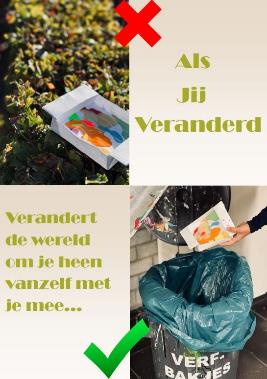 Als
Jij
Veranderd
Verandert
de wereld
om je heen
vanzelf met
je mee...
VERF-
BAKJES